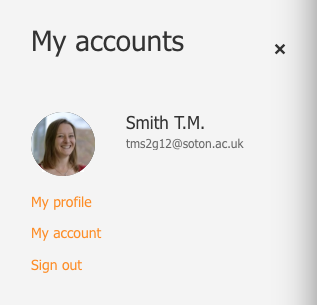 My accounts
×
Smith T.M.
tms2g12@soton.ac.uk
My profile
My account
Sign out